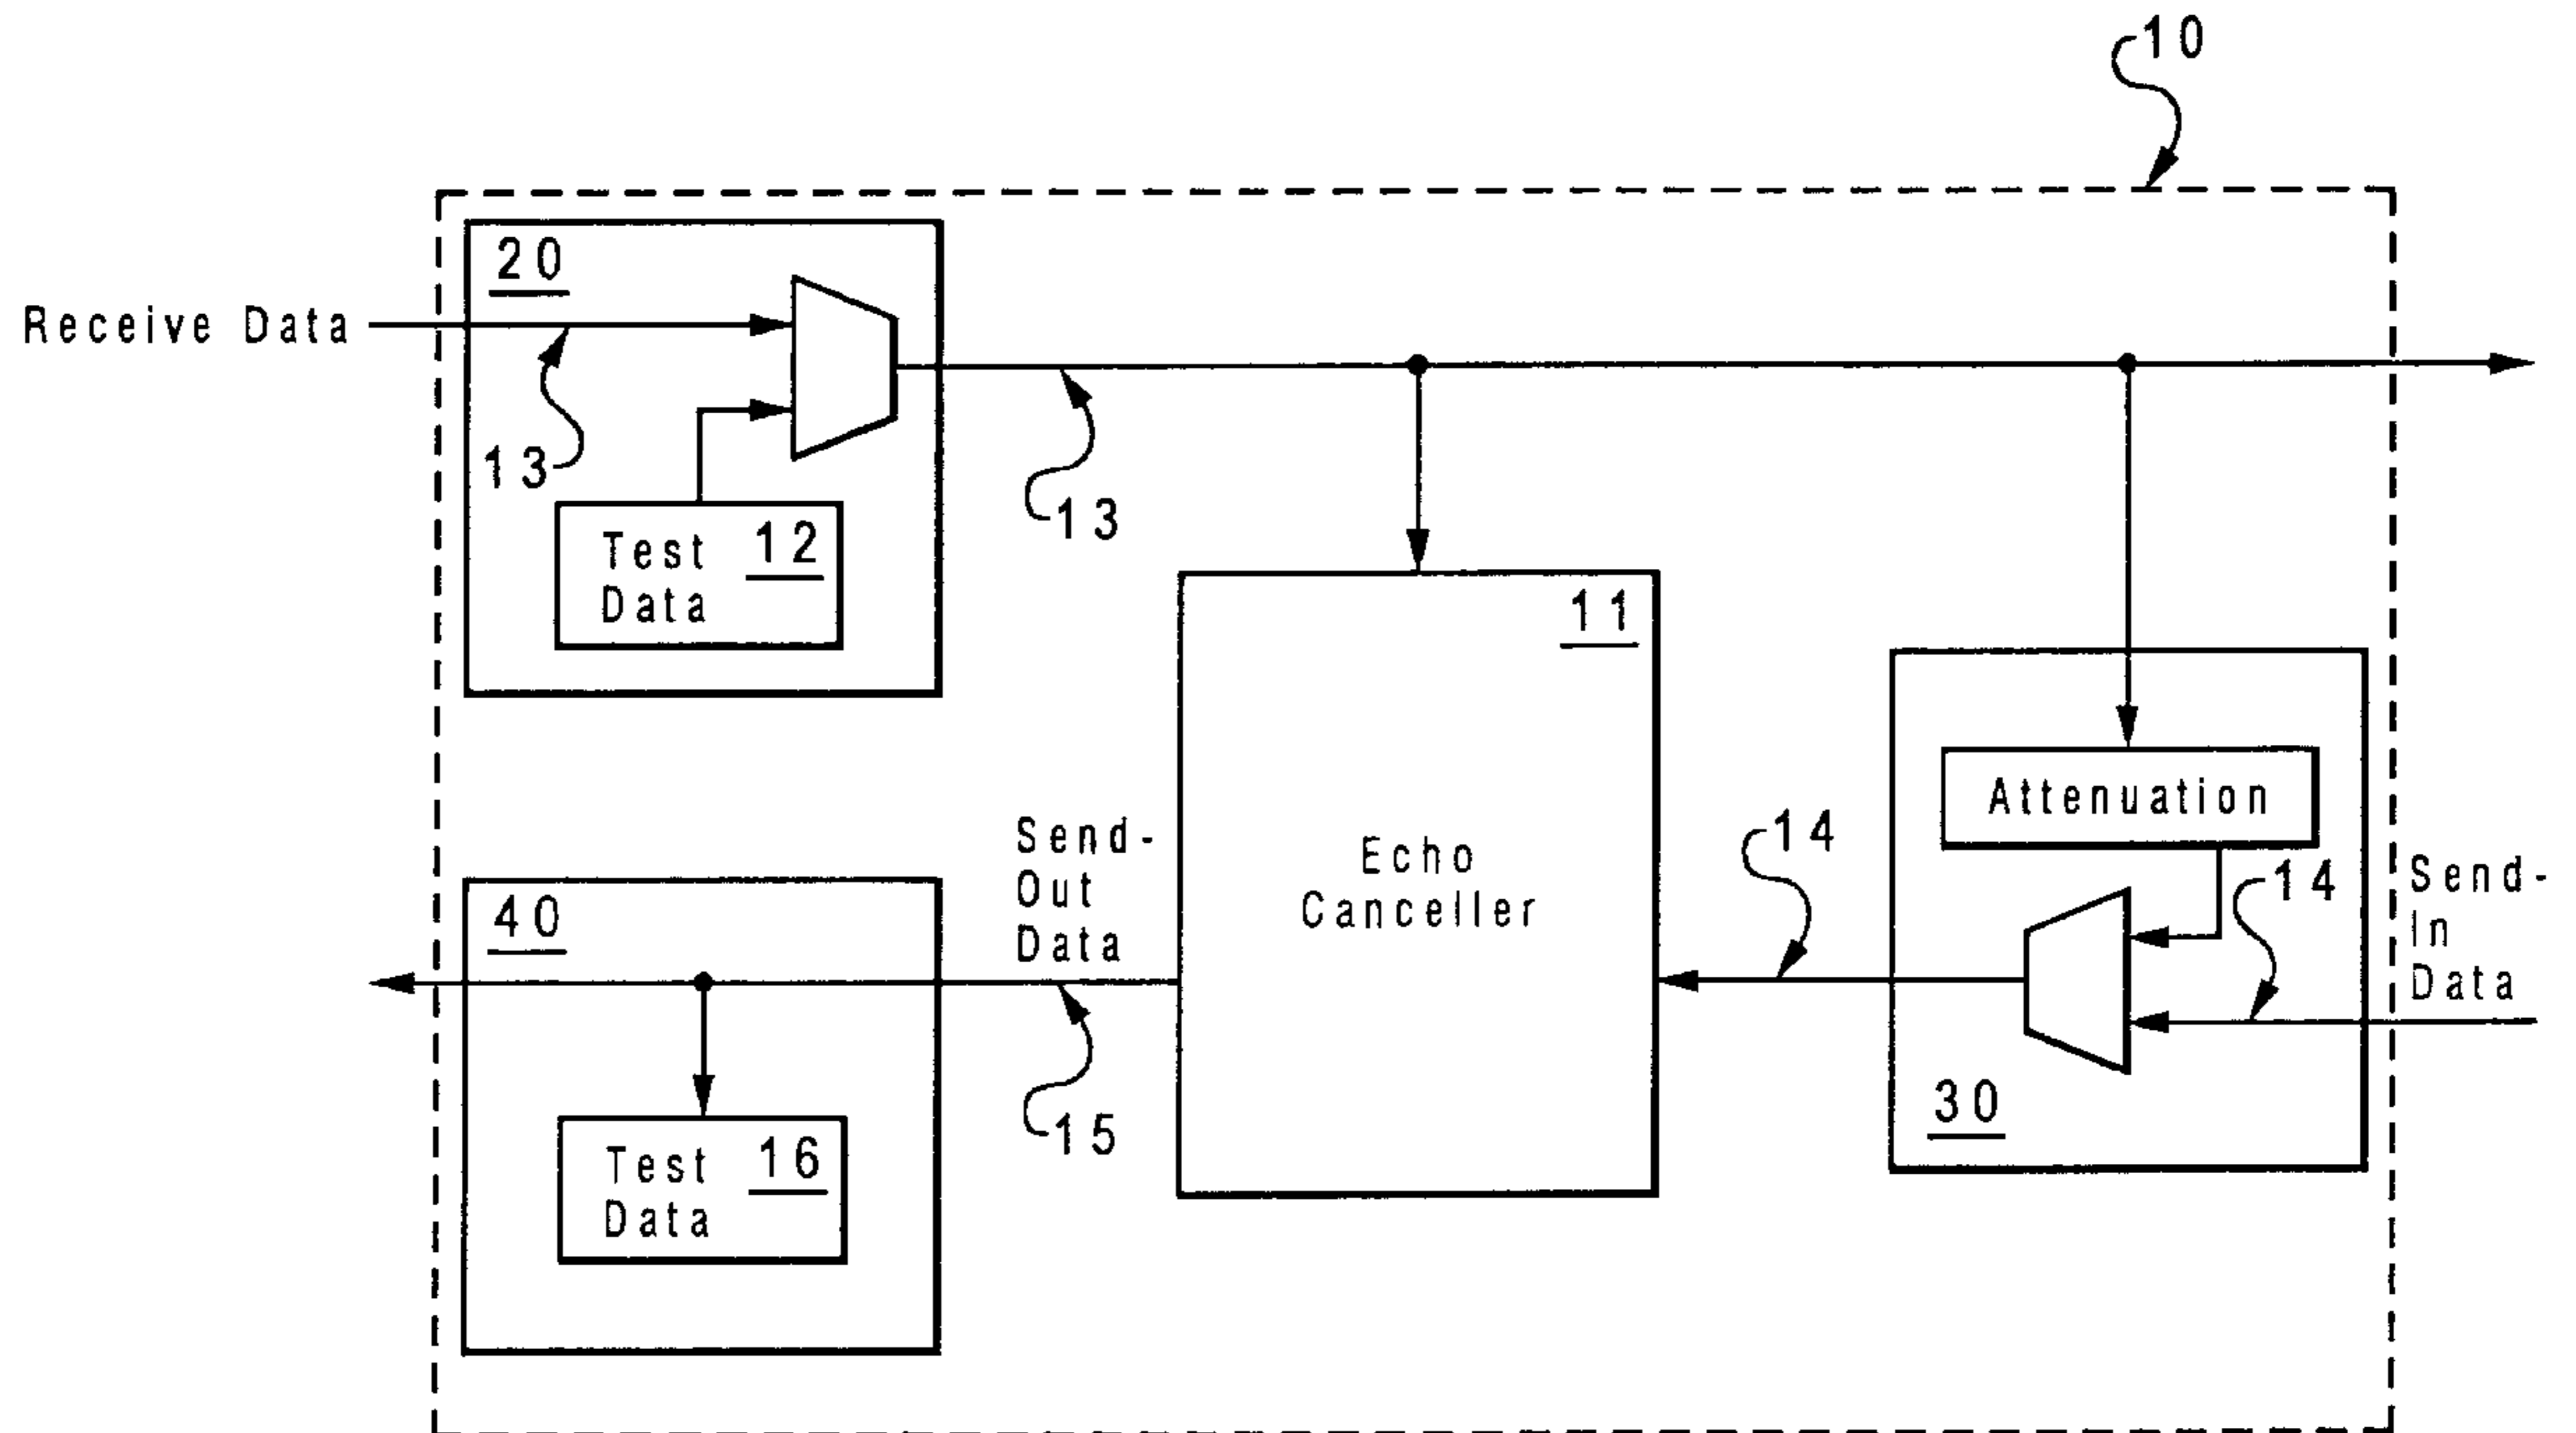 10
20
Receive Data
13
13
Test 12
Data
11
Attenuation
Send-
Out
Data
Echo
Canceller
14
14
Send-
In
Data
40
15
30
Test 16
Data